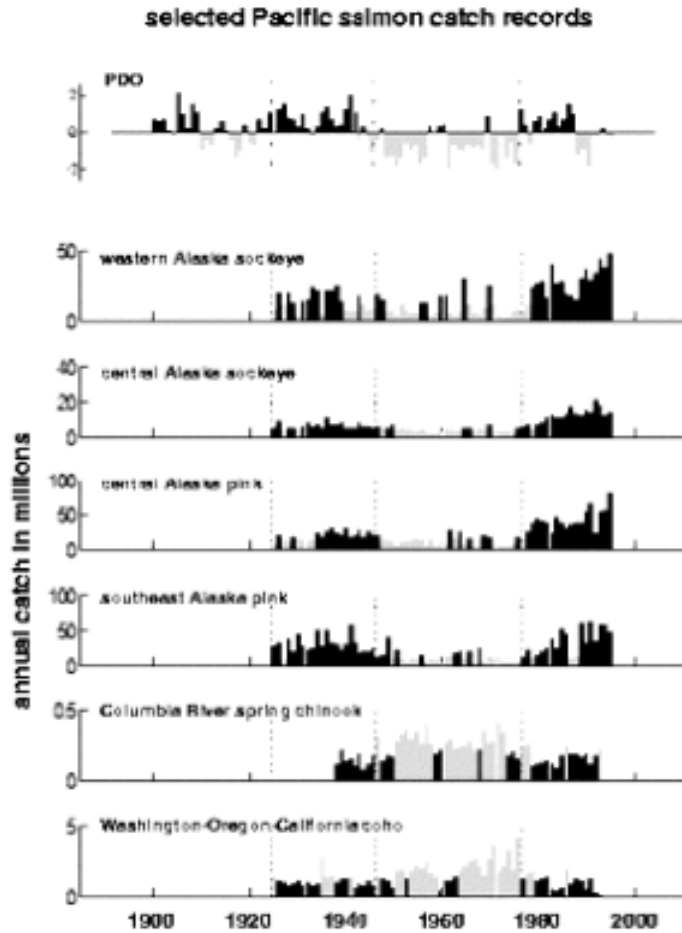 selected Pacific salmon catch records
PDO
2
0
-2
western Alaska sockeye
50
0
central Alaska sockeye
40
20
0
central Alaska pink
100
50
0
southeast Alaska pink
100
50
0
Columbia River spring chinook
0.5
0
Washington-Oregon-California coho
5
0
annual catch in millions
1900 1920 1940 1960 1980 2000